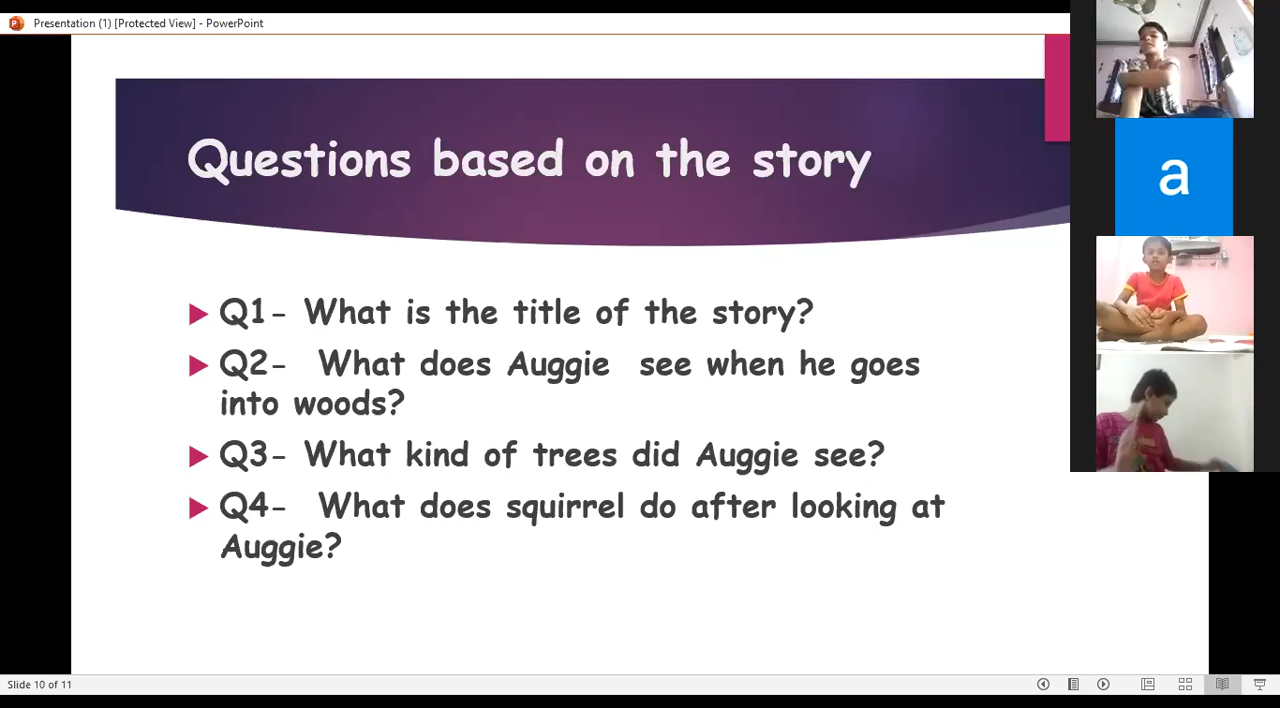 Presentation (1) [Protected View] - PowerPoint
Questions based on the story
Q1- What is the title of the story?
Q2- What does Auggie see when he goes
into woods?
Q3- What kind of trees did Auggie see?
Q4- What does squirrel do after looking at
Auggie?
a
Slide 10 of 11